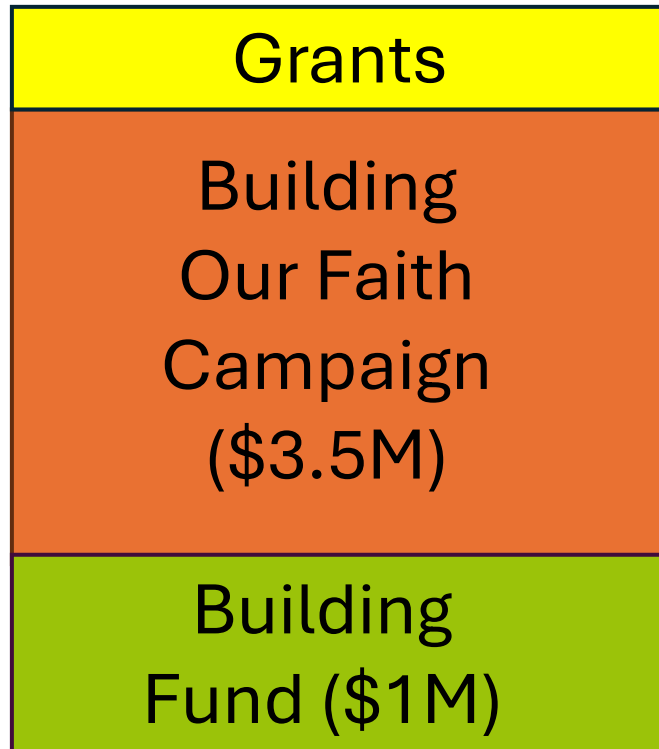 Grants
Building
Our Faith
Campaign
($3.5M)
Building
Fund ($1M)